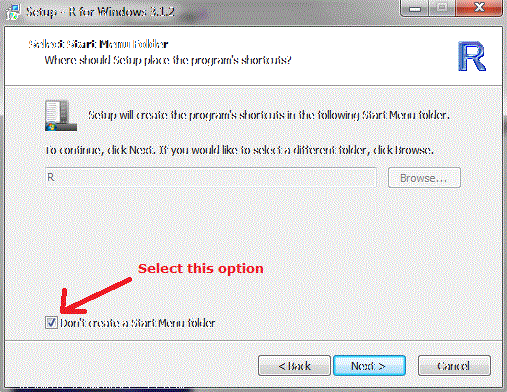 Setup - R for Windows 3.1.2
Select Start Menu Folder
Where should Setup place the program's shortcuts?
R
Setup will create the program's shortcuts in the following Start Menu folder.
To continue, click Next. If you would like to select a different folder, click Browse.
R
Browse...
Select this option
Don't create a Start Menu folder
< Back
Next >
Cancel